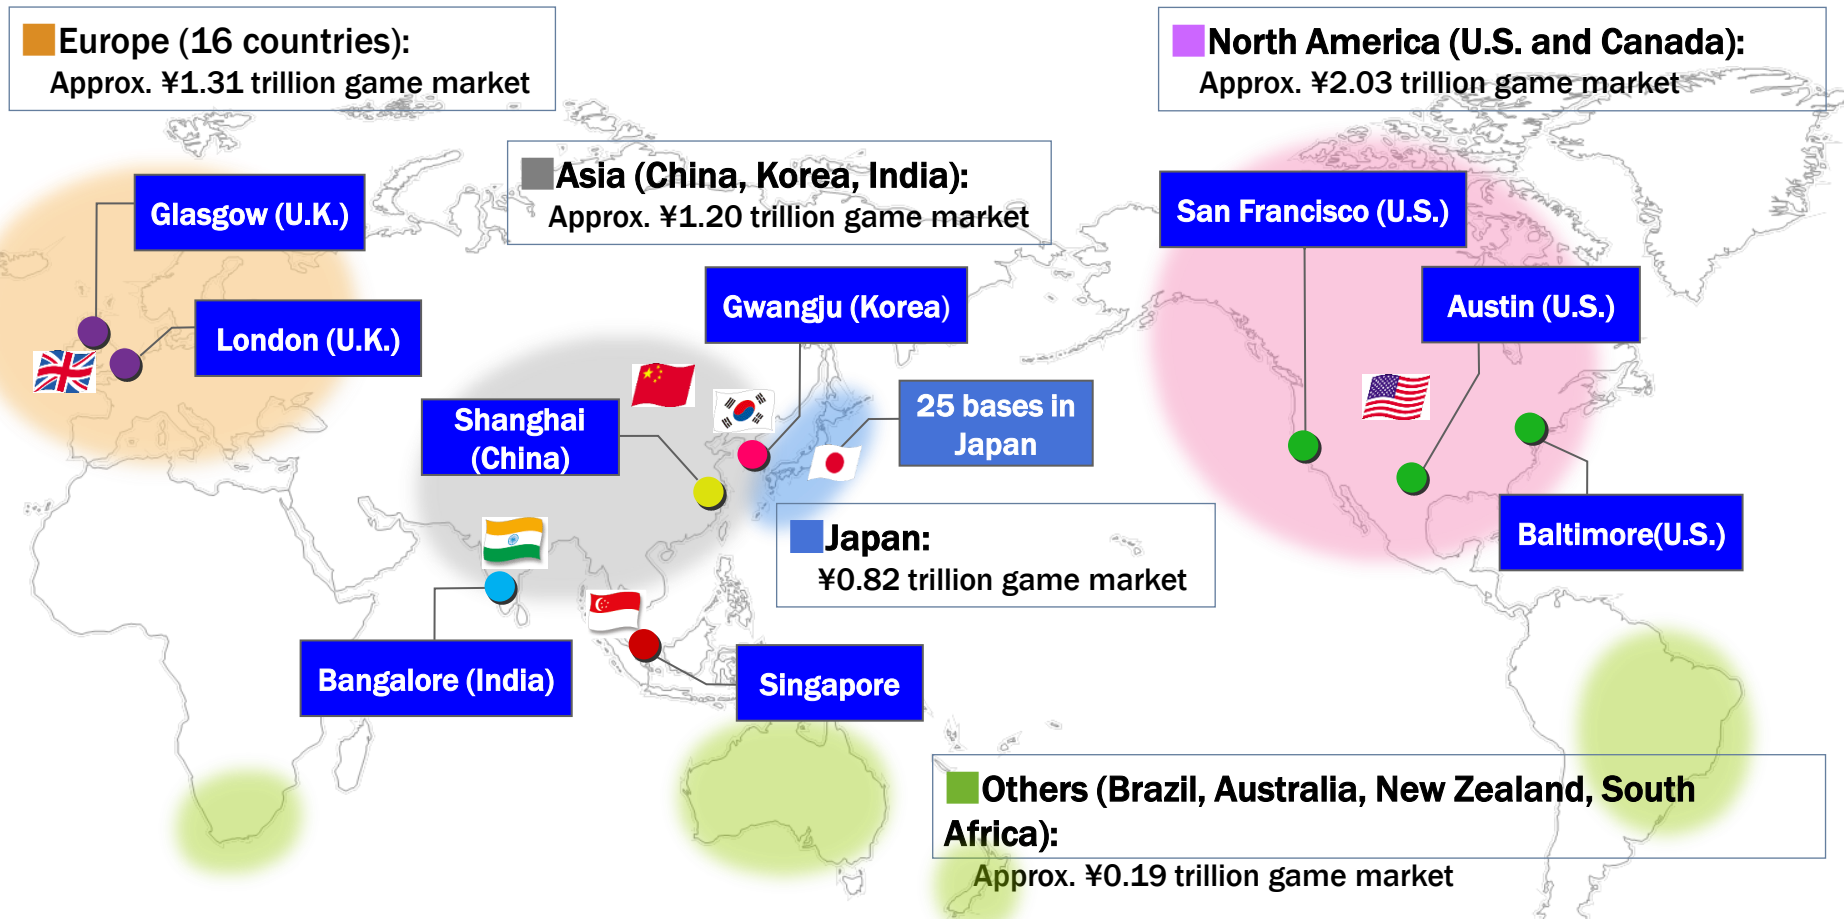 Europe (16 countries):
Approx. ¥1.31 trillion game market
North America (U.S. and Canada):
Approx. ¥2.03 trillion game market
Asia (China, Korea, India):
Approx. ¥1.20 trillion game market
Glasgow (U.K.)
San Francisco (U.S.)
London (U.K.)
Gwangju (Korea)
Austin (U.S.)
Shanghai
(China)
25 bases in
Japan
Baltimore(U.S.)
Japan:
¥0.82 trillion game market
Bangalore (India)
Singapore
Others (Brazil, Australia, New Zealand, South
Africa):
Approx. ¥0.19 trillion game market